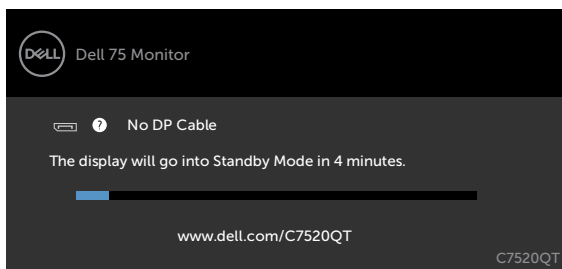 DELL
Dell 75 Monitor
? No DP Cable
The display will go into Standby Mode in 4 minutes.
www.dell.com/C7520QT
C7520QT